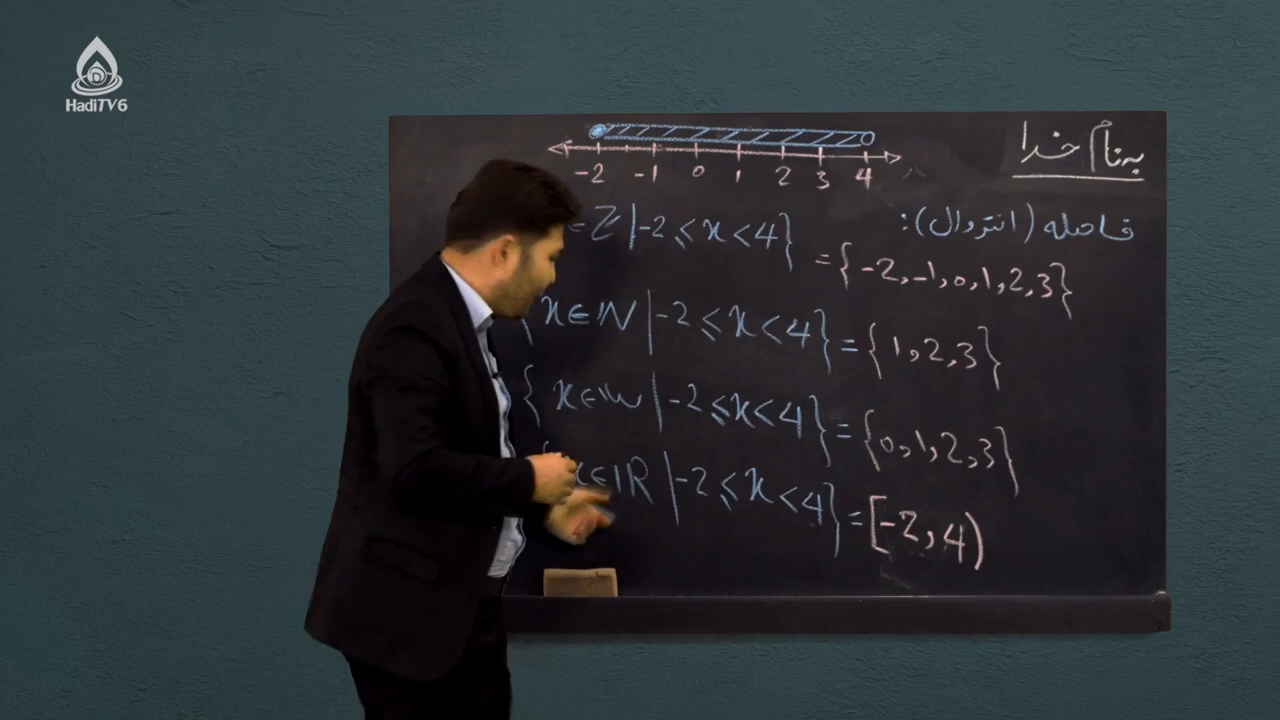 HadiTV6
به نام خدا
-2 -1 0 1 2 3 4
فاصله (انتروال):
∈ Z | -2 ≤ x < 4} = {-2, -1, 0, 1, 2, 3}
{x ∈ IN | -2 ≤ x < 4} = {1, 2, 3}
{x ∈ W | -2 ≤ x < 4} = {0, 1, 2, 3}
{x ∈ IR | -2 ≤ x < 4} = [-2, 4)